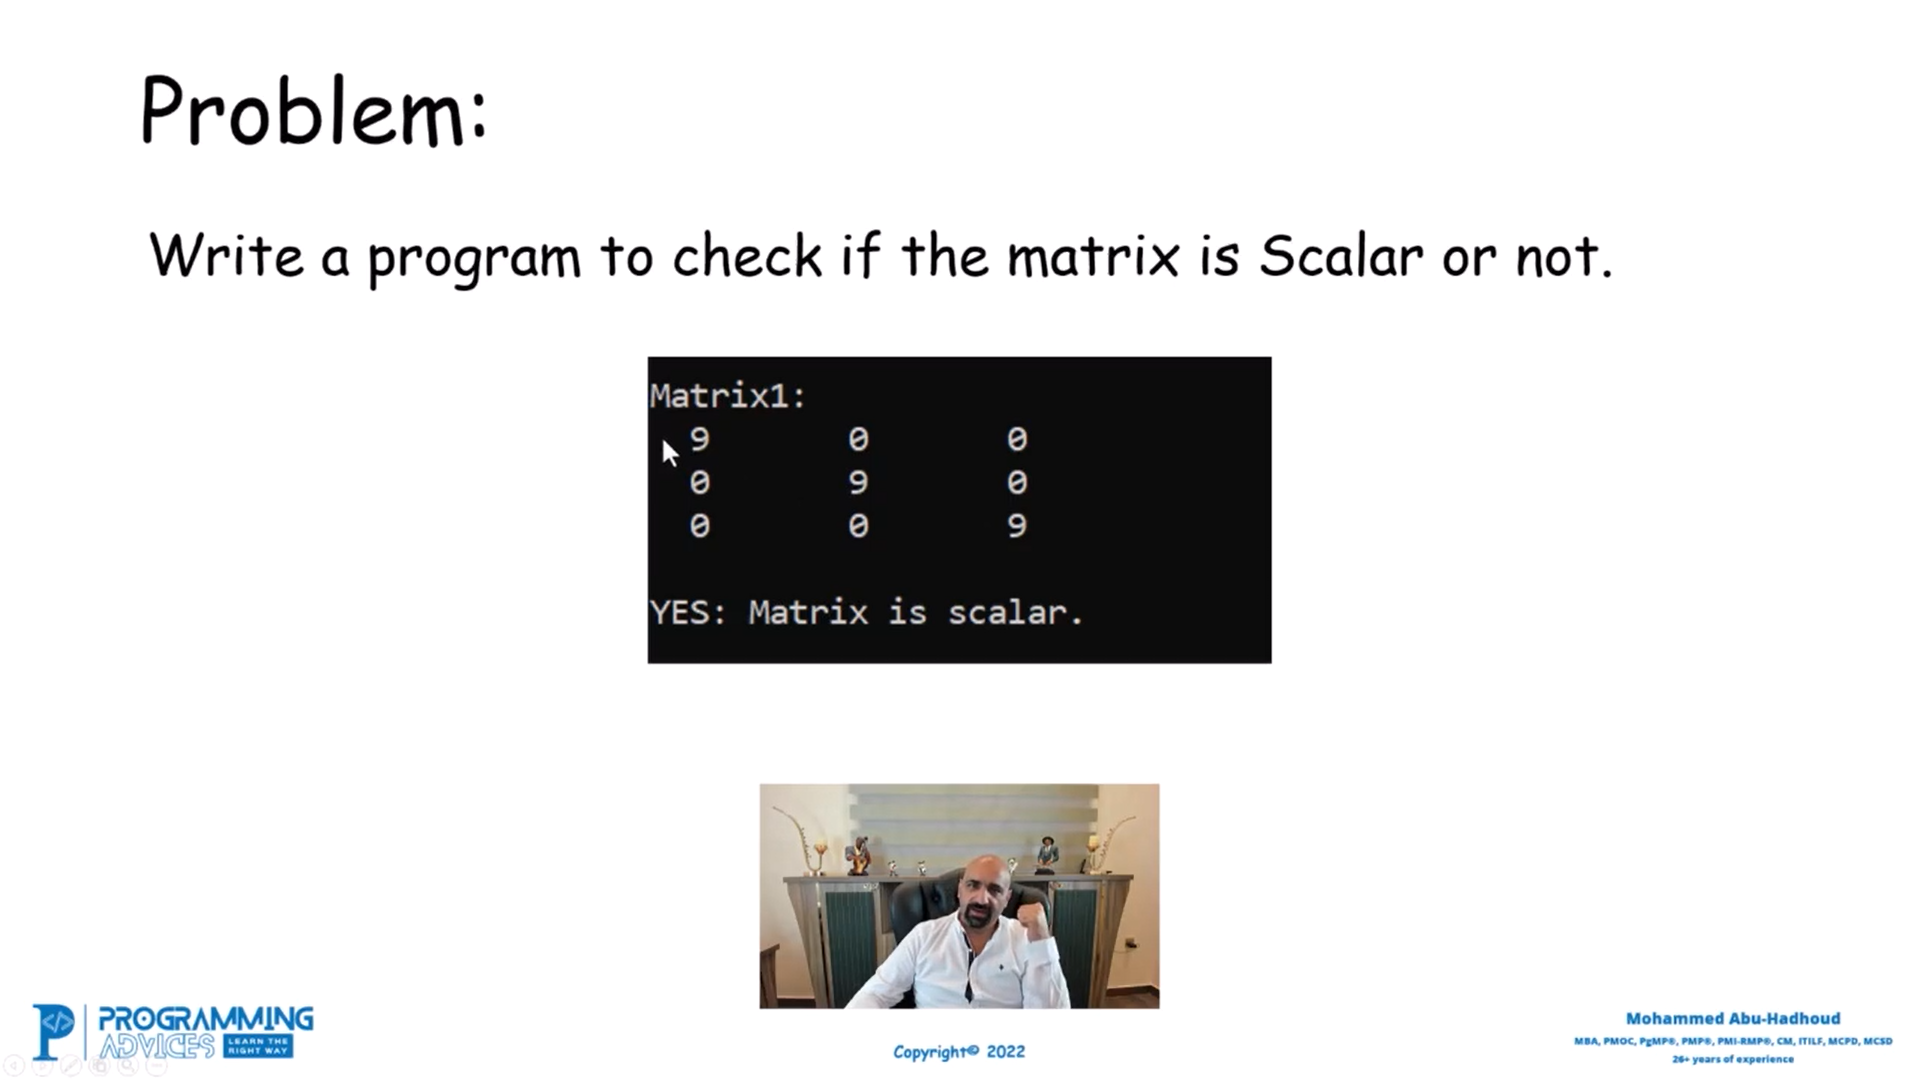 Problem:
Write a program to check if the matrix is Scalar or not.
Matrix1:
9 0 0
0 9 0
0 0 9
YES: Matrix is scalar.
PROGRAMMING
ADVICES
LEARN THE
RIGHT WAY
Copyright© 2022
Mohammed Abu-Hadhoud
MBA, PMOC, PgMP®, PMP®, PMI-RMP®, CM, ITILF, MCPD, MCSD
26+ years of experience